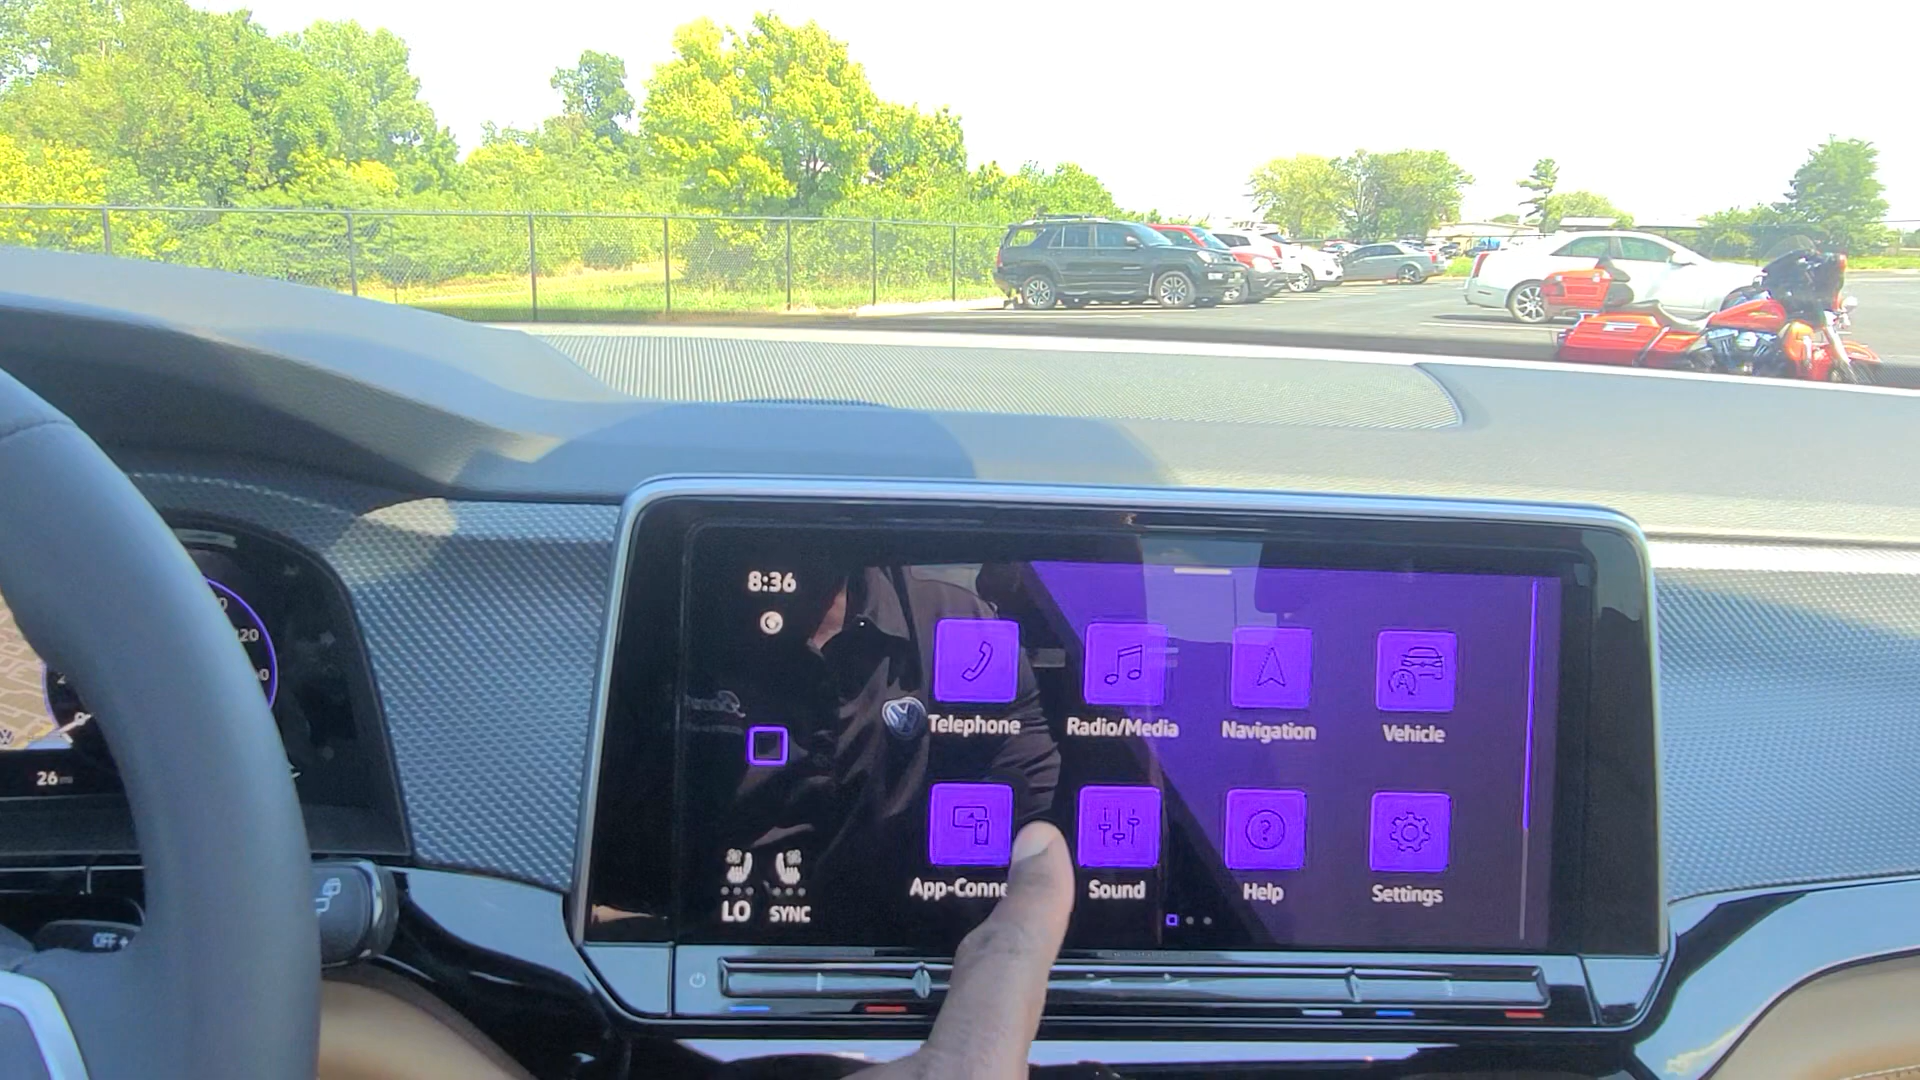 8:36
Telephone
Radio/Media
Navigation
Vehicle
App-Conne
Sound
Help
Settings
LO
SYNC
26
OFF